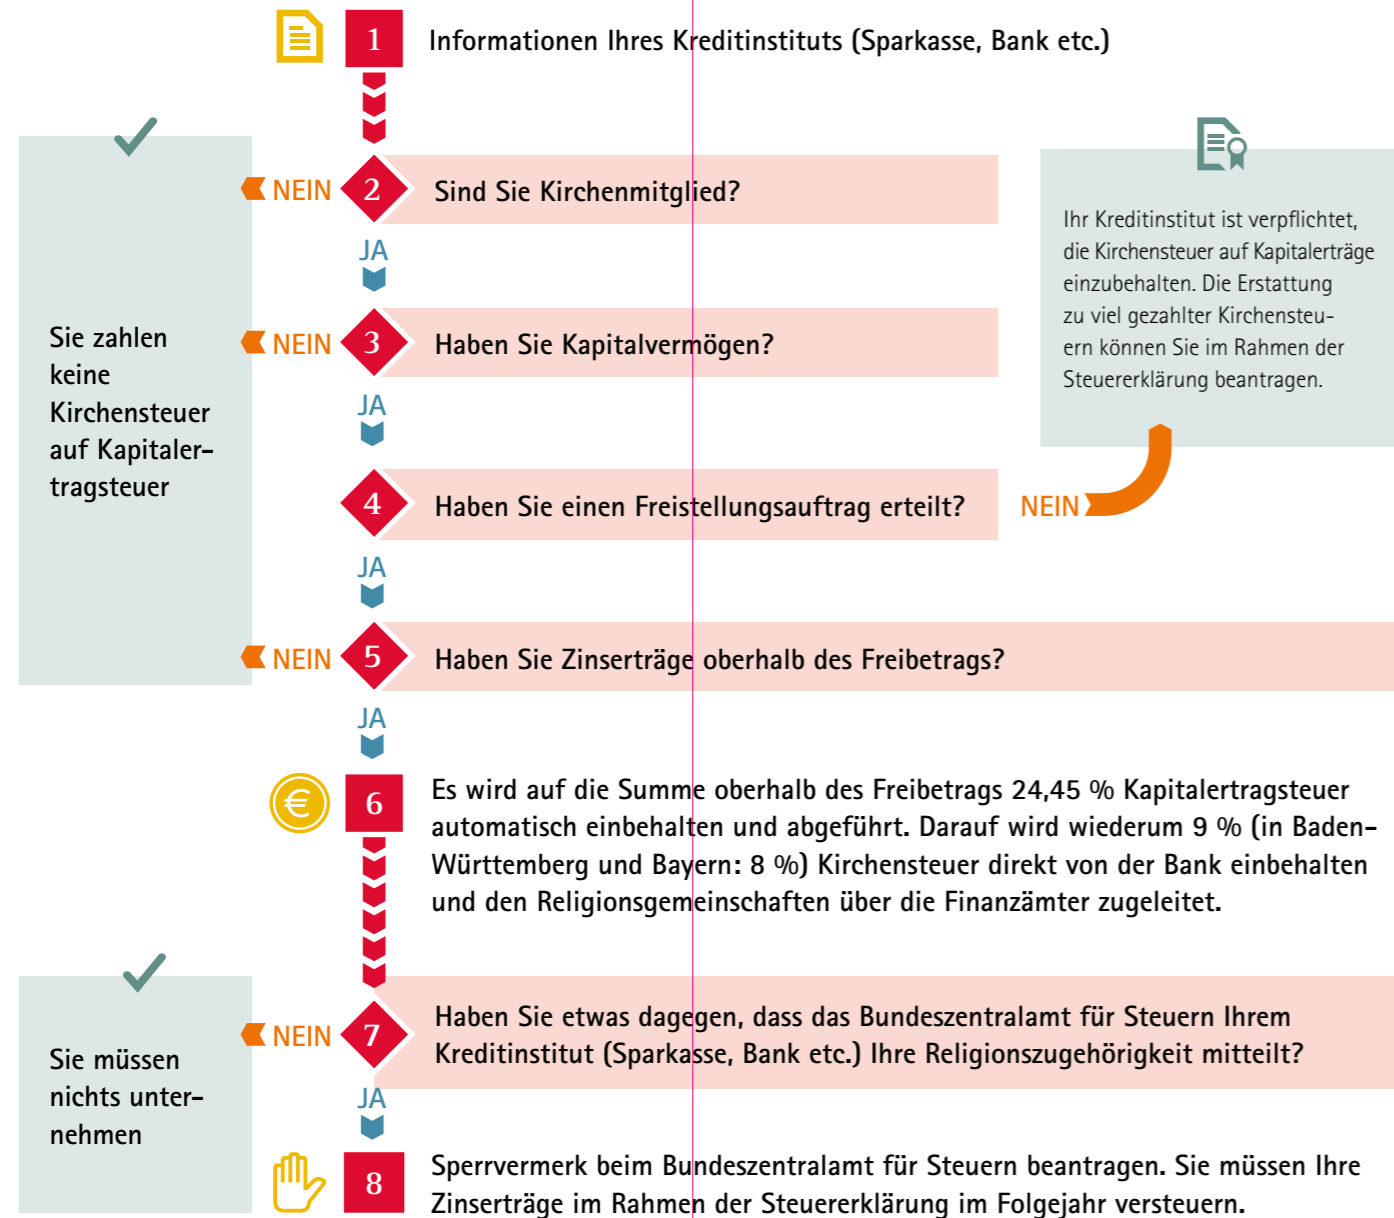 1
Informationen Ihres Kreditinstituts (Sparkasse, Bank etc.)
NEIN
2
Sind Sie Kirchenmitglied?
JA
NEIN
3
Haben Sie Kapitalvermögen?
JA
4
Haben Sie einen Freistellungsauftrag erteilt?
NEIN
Ihr Kreditinstitut ist verpflichtet,
die Kirchensteuer auf Kapitalerträge
einzubehalten. Die Erstattung
zu viel gezahlter Kirchensteu-
ern können Sie im Rahmen der
Steuererklärung beantragen.
JA
NEIN
5
Haben Sie Zinserträge oberhalb des Freibetrags?
Sie zahlen
keine
Kirchensteuer
auf Kapitaler-
tragsteuer
JA
6
Es wird auf die Summe oberhalb des Freibetrags 24,45 % Kapitalertragsteuer
automatisch einbehalten und abgeführt. Darauf wird wiederum 9 % (in Baden-
Württemberg und Bayern: 8 %) Kirchensteuer direkt von der Bank einbehalten
und den Religionsgemeinschaften über die Finanzämter zugeleitet.
NEIN
7
Haben Sie etwas dagegen, dass das Bundeszentralamt für Steuern Ihrem
Kreditinstitut (Sparkasse, Bank etc.) Ihre Religionszugehörigkeit mitteilt?
Sie müssen
nichts unter-
nehmen
JA
8
Sperrvermerk beim Bundeszentralamt für Steuern beantragen. Sie müssen Ihre
Zinserträge im Rahmen der Steuererklärung im Folgejahr versteuern.